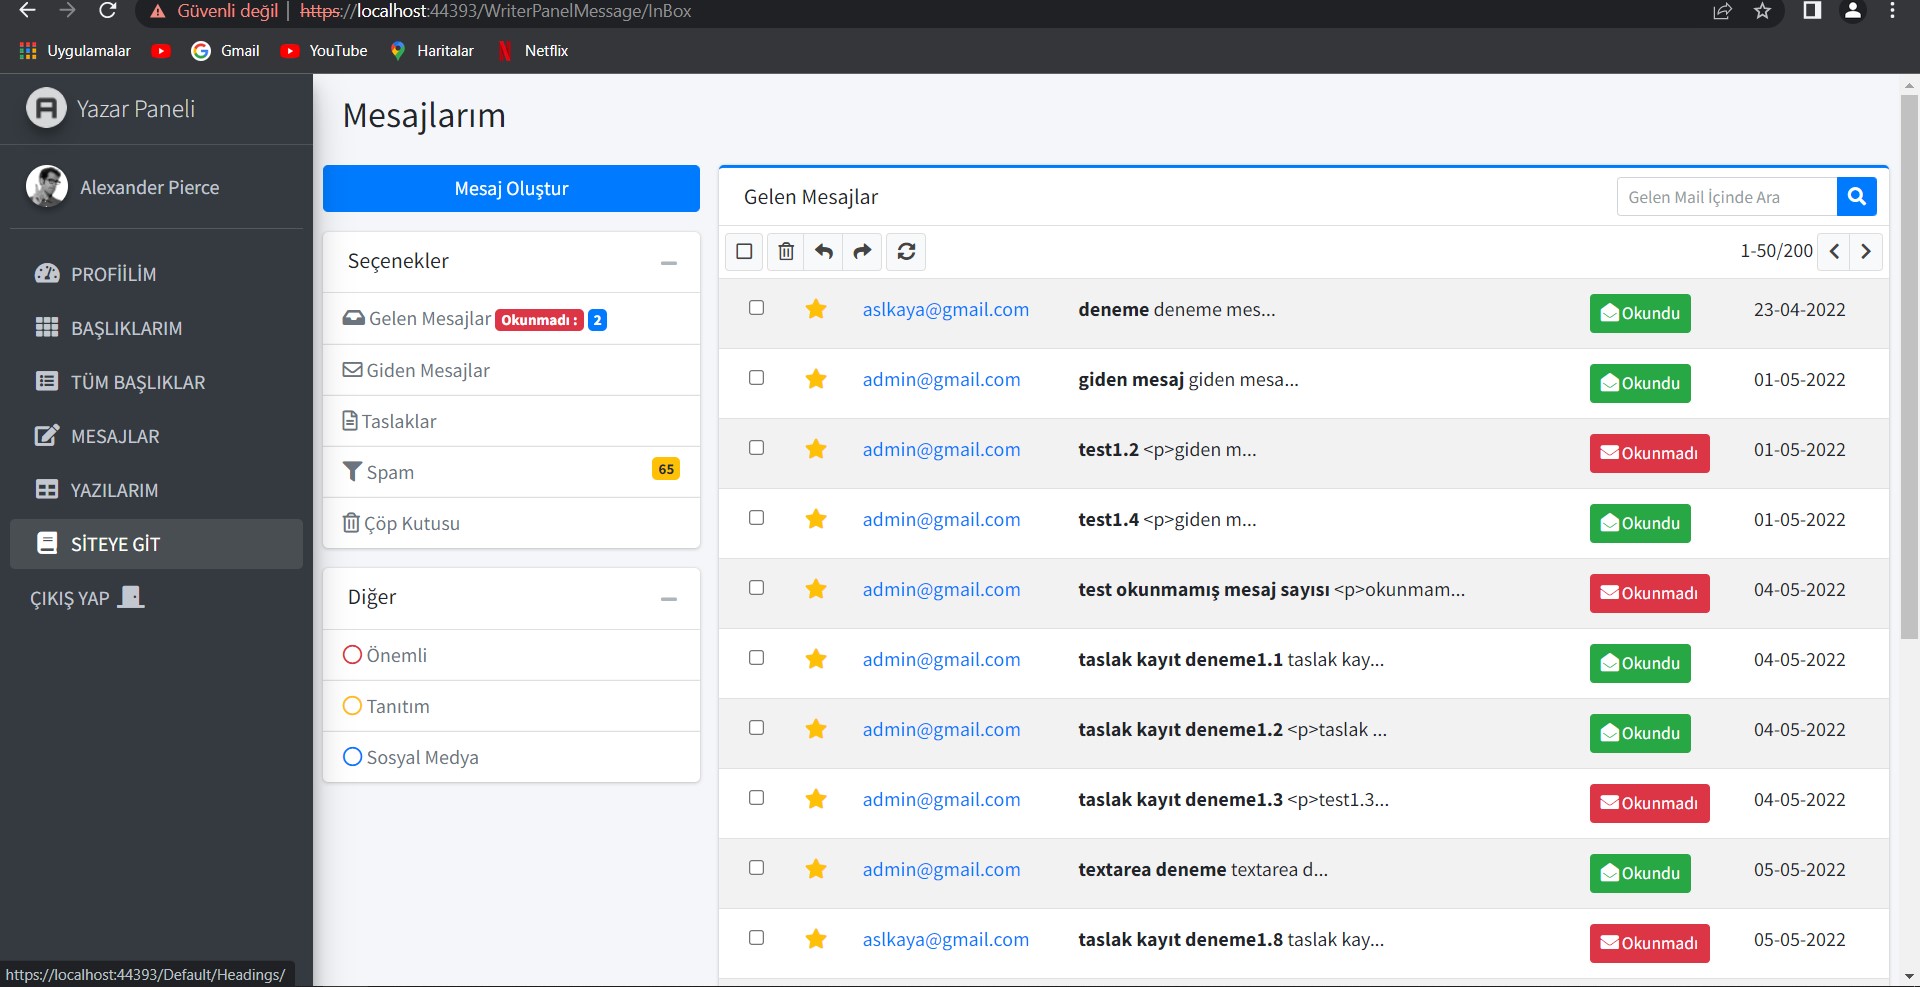 Güvenli değil | https://localhost:44393/WriterPanelMessage/InBox
Uygulamalar Gmail YouTube Haritalar Netflix
Yazar Paneli
Alexander Pierce
PROFİİLİM
BAŞLIKLARIM
TÜM BAŞLIKLAR
MESAJLAR
YAZILARIM
SİTEYE GİT
ÇIKIŞ YAP
Mesajlarım
Mesaj Oluştur
Seçenekler
Gelen Mesajlar Okunmadı : 2
Giden Mesajlar
Taslaklar
Spam 65
Çöp Kutusu
Diğer
Önemli
Tanıtım
Sosyal Medya
Gelen Mesajlar Gelen Mail İçinde Ara
1-50/200
aslkaya@gmail.com deneme deneme mes... Okundu 23-04-2022
admin@gmail.com giden mesaj giden mesa... Okundu 01-05-2022
admin@gmail.com test1.2 <p>giden m... Okunmadı 01-05-2022
admin@gmail.com test1.4 <p>giden m... Okundu 01-05-2022
admin@gmail.com test okunmamış mesaj sayısı <p>okunmam... Okunmadı 04-05-2022
admin@gmail.com taslak kayıt deneme1.1 taslak kay... Okundu 04-05-2022
admin@gmail.com taslak kayıt deneme1.2 <p>taslak ... Okundu 04-05-2022
admin@gmail.com taslak kayıt deneme1.3 <p>test1.3... Okunmadı 04-05-2022
admin@gmail.com textarea deneme textarea d... Okundu 05-05-2022
aslkaya@gmail.com taslak kayıt deneme1.8 taslak kay... Okunmadı 05-05-2022
https://localhost:44393/Default/Headings/